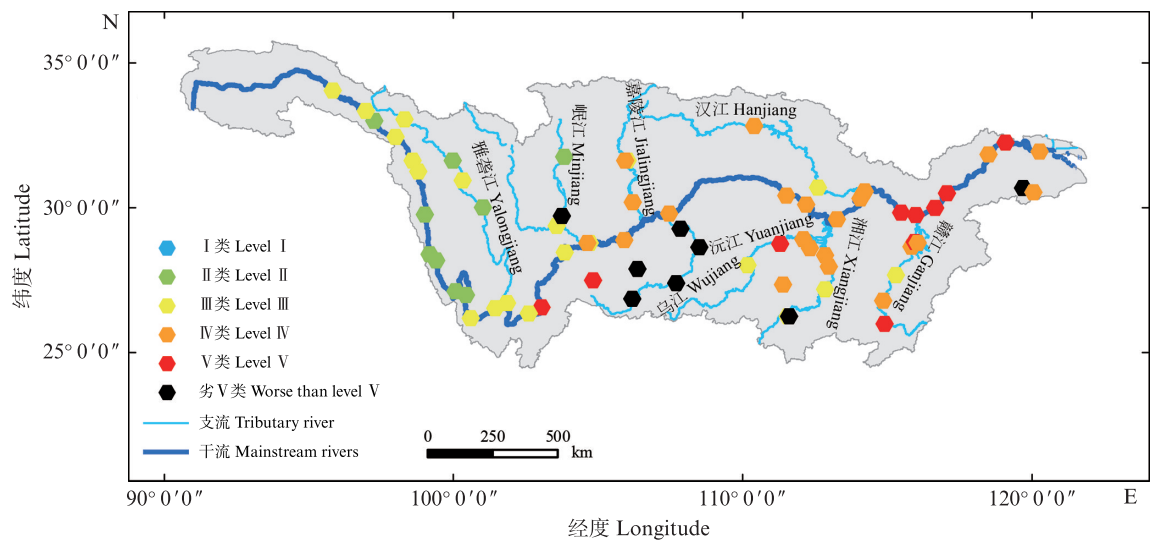 N
35° 0′0″
30° 0′0″
25° 0′0″
纬度 Latitude
嘉陵江 Jialingjiang
汉江 Hanjiang
岷江 Minjiang
雅砻江 Yalongjiang
沅江 Yuanjiang
乌江 Wujiang
湘江 Xiangjiang
赣江 Ganjiang
Ⅰ类 Level Ⅰ
Ⅱ类 Level Ⅱ
Ⅲ类 Level Ⅲ
Ⅳ类 Level Ⅳ
Ⅴ类 Level Ⅴ
劣Ⅴ类 Worse than level Ⅴ
支流 Tributary river
干流 Mainstream rivers
0 250 500
km
90° 0′0″ 100° 0′0″ 110° 0′0″ 120° 0′0″ E
经度 Longitude